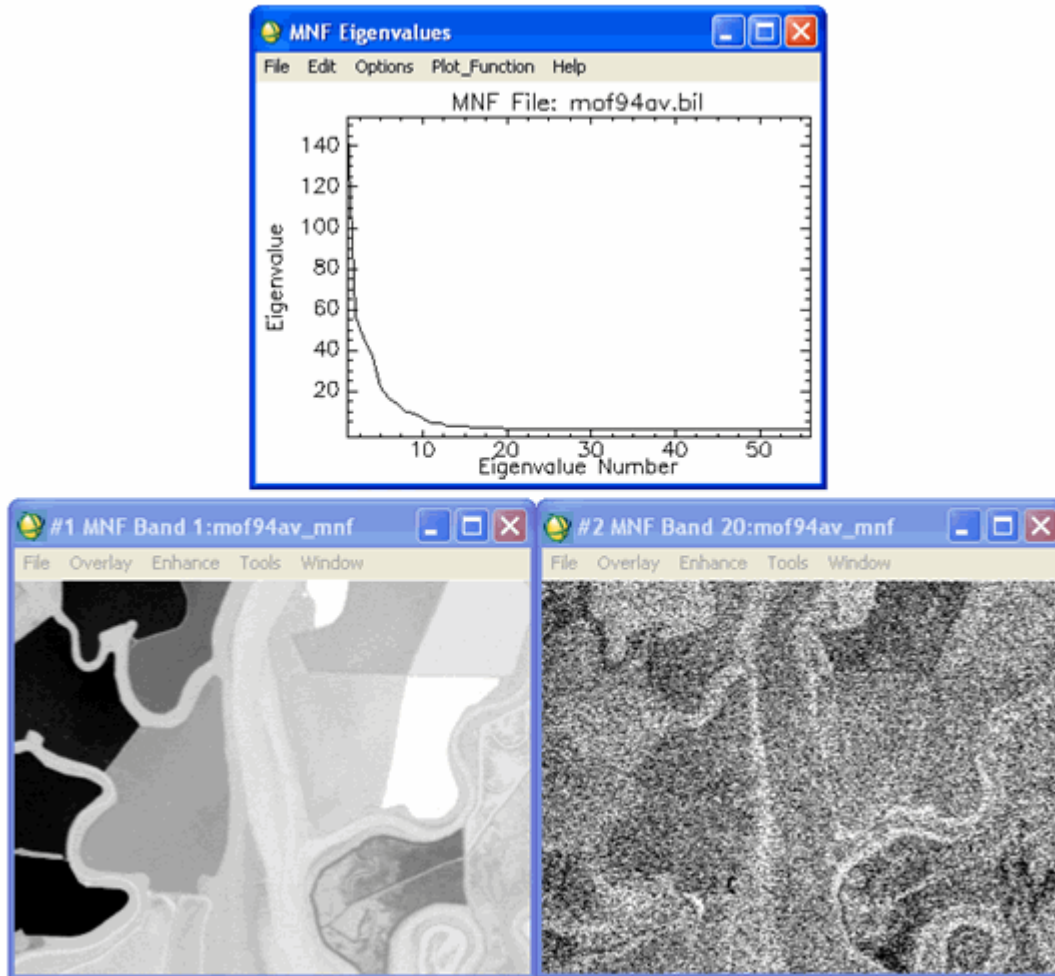 MNF Eigenvalues
File Edit Options Plot_Function Help
MNF File: mof94av.bil
140
120
100
80
60
40
20
Eigenvalue
10 20 30 40 50
Eigenvalue Number
#1 MNF Band 1:mof94av_mnf
File Overlay Enhance Tools Window
#2 MNF Band 20:mof94av_mnf
File Overlay Enhance Tools Window